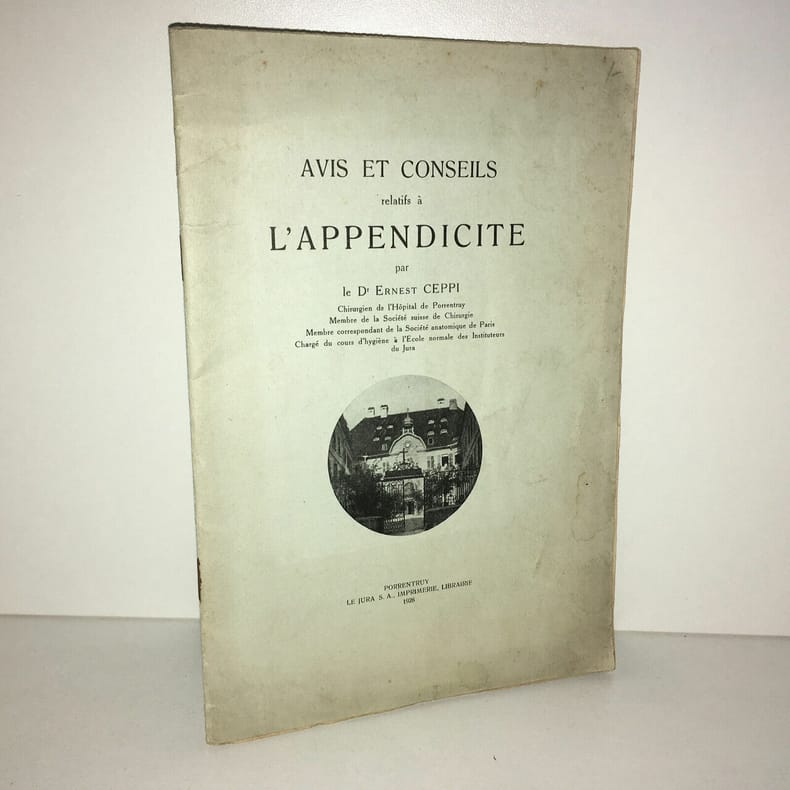 AVIS ET CONSEILS
relatifs à
L'APPENDICITE
par
le Dr ERNEST CEPPI
Chirurgien de l'Hôpital de Porrentruy
Membre de la Société suisse de Chirurgie
Membre correspondant de la Société anatomique de Paris
Chargé du cours d'hygiène à l'Ecole normale des Instituteurs
du Jura
PORRENTRUY
LE JURA S. A., IMPRIMERIE, LIBRAIRIE
1926